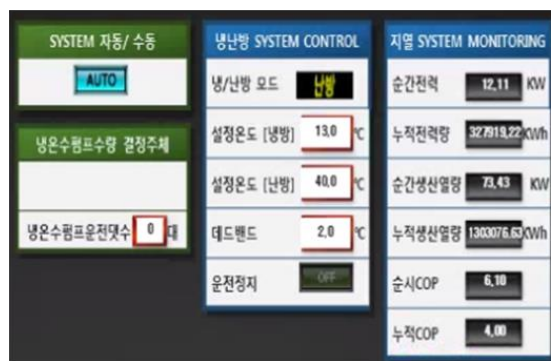 SYSTEM 자동/ 수동
AUTO
냉온수펌프수량 결정주체
냉온수펌프운전댓수 0 대
냉난방 SYSTEM CONTROL
냉/난방 모드 난방
설정온도 [냉방] 13,0 ℃
설정온도 [난방] 40,0 ℃
데드밴드 2,0 ℃
운전정지 OFF
지열 SYSTEM MONITORING
순간전력 12,11 KW
누적전력량 327919,22 KWh
순간생산열량 73,43 KW
누적생산열량 1303076,63 KWh
순시COP 6,10
누적COP 4,00